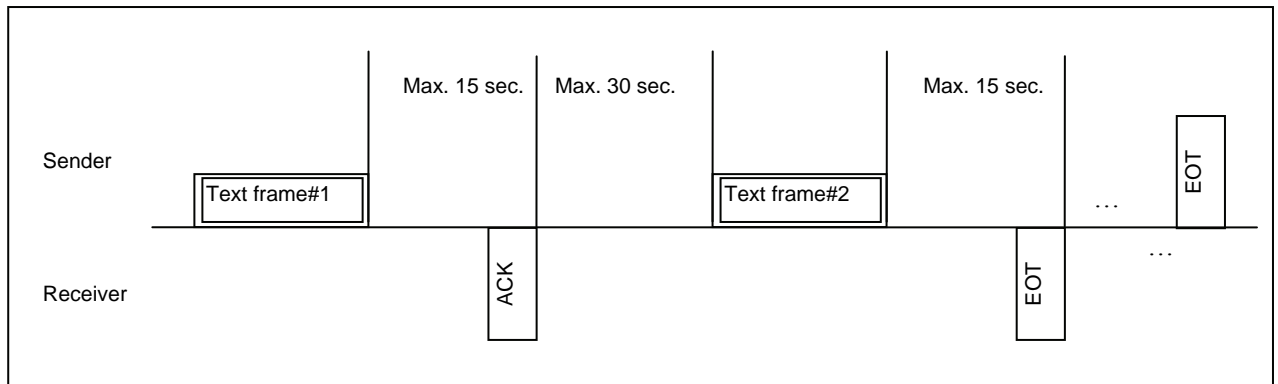 Max. 15 sec. Max. 30 sec. Max. 15 sec.
Sender
EOT
Text frame#1 Text frame#2
...
...
ACK
EOT
Receiver